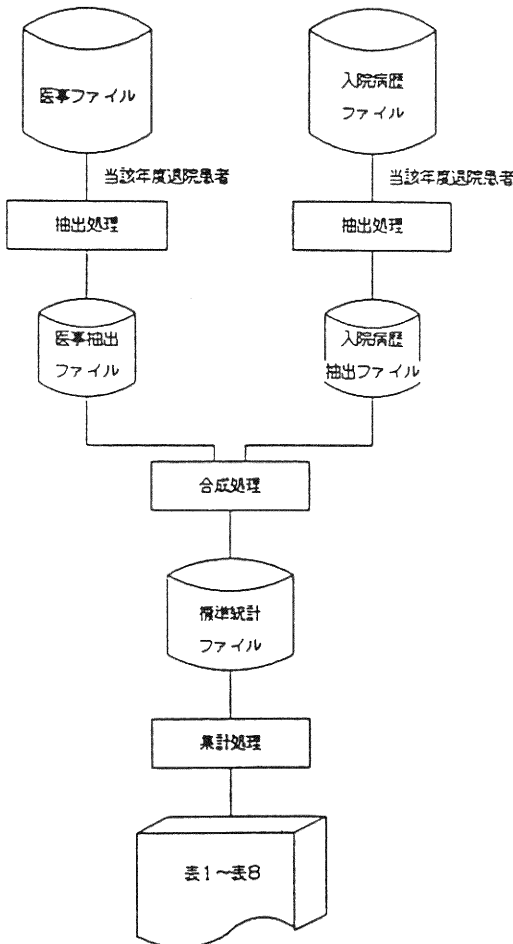 医事ファイル
入院病歴
ファイル
当該年度退院患者
当該年度退院患者
抽出処理
抽出処理
医事抽出
ファイル
入院病歴
抽出ファイル
合成処理
標準統計
ファイル
集計処理
表1～表8